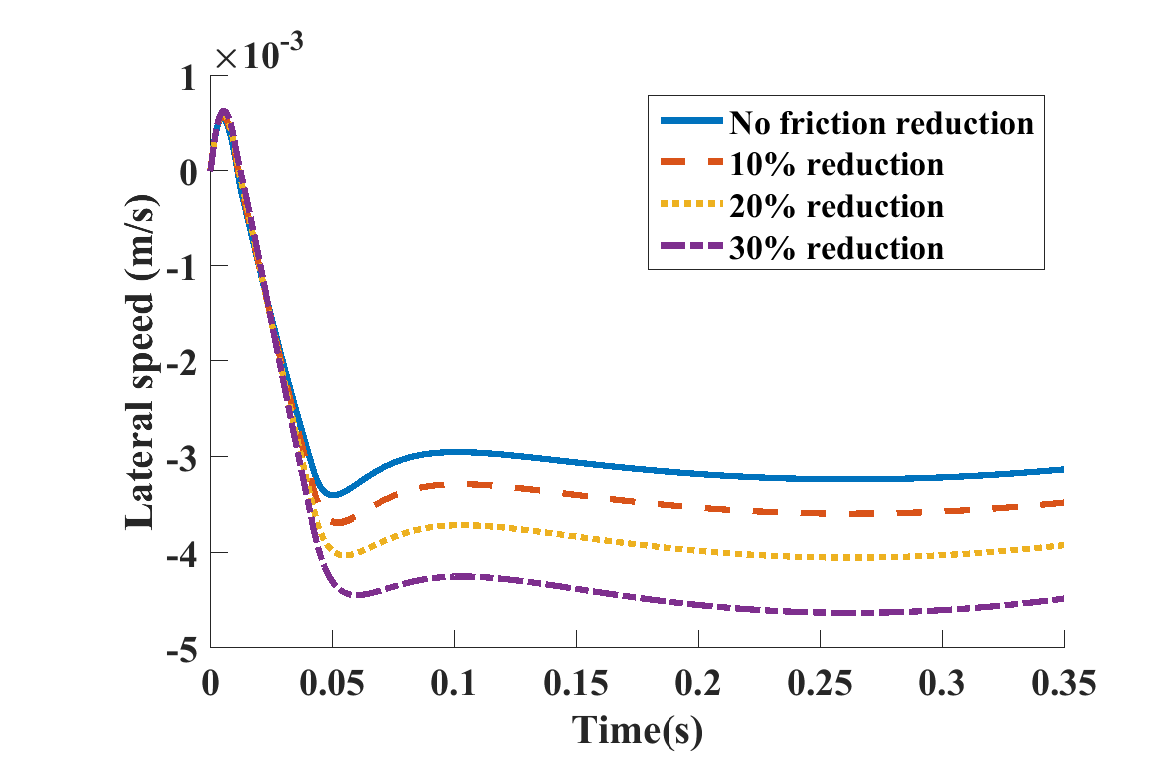 ×10⁻³
1
0
-1
-2
-3
-4
-5
Lateral speed (m/s)
No friction reduction
10% reduction
20% reduction
30% reduction
0 0.05 0.1 0.15 0.2 0.25 0.3 0.35
Time(s)